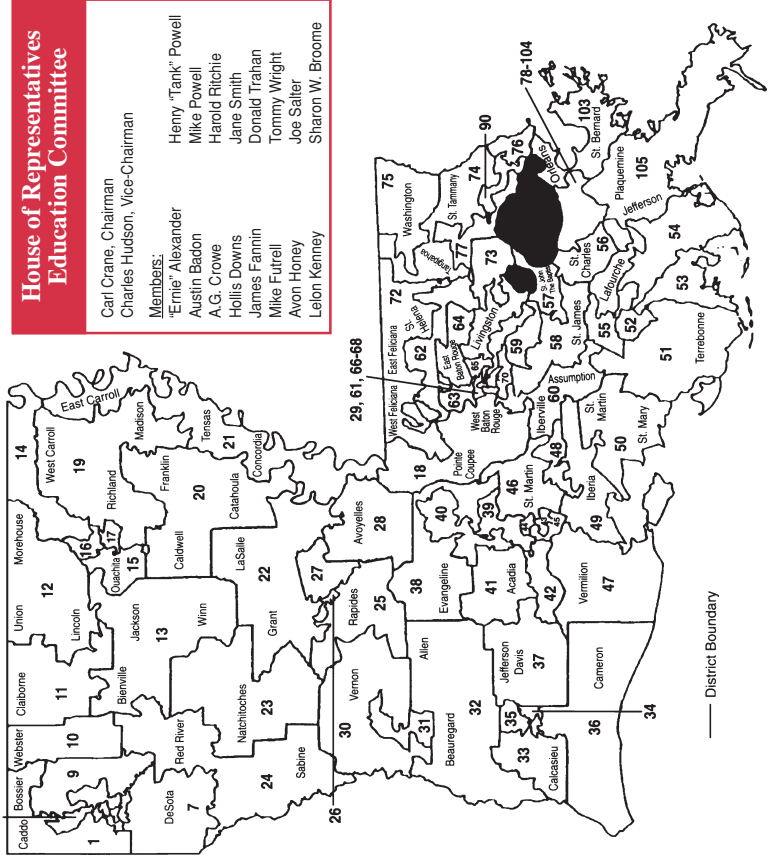 House of Representatives
Education Committee
Carl Crane, Chairman
Charles Hudson, Vice-Chairman
Members:
"Ernie" Alexander
Austin Badon
A.G. Crowe
Hollis Downs
James Fannin
Mike Futrell
Avon Honey
Lelon Kenney
Henry "Tank" Powell
Mike Powell
Harold Ritchie
Jane Smith
Donald Trahan
Tommy Wright
Joe Salter
Sharon W. Broome
Caddo
Bossier
Webster
Claiborne
Union
Morehouse
14
West Carroll
East Carroll
1
9
10
11
12
Lincoln
16
17
Ouachita
15
19
Richland
Madison
DeSota
7
Red River
Bienville
Jackson
13
Winn
Caldwell
Franklin
20
Tensas
21
Concordia
Catahoula
24
Sabine
Natchitoches
23
Grant
22
LaSalle
26
30
Vernon
31
Rapides
25
27
Avoyelles
28
Beauregard
32
Allen
38
Evangeline
40
39
18
Pointe
Coupee
33
Calcasieu
35
34
36
Jefferson
Davis
37
Cameron
41
Acadia
42
Vermilion
47
46
St. Martin
45
48
Iberia
49
50
St. Mary
St.
Martin
29, 61, 66-68
West Feliciana
East Feliciana
62
St.
Helena
72
63
East
Baton Rouge
64
65
West
Baton
Rouge
70
Livingston
59
Iberville
60
Assumption
58
St. James
57
St. John
The Baptist
Tangipahoa
77
73
Washington
75
St. Tammany
74
90
76
Orleans
78-104
103
St. Bernard
Plaquemine
105
Jefferson
St.
Charles
56
Lafourche
55
52
54
53
51
Terrebonne
District Boundary